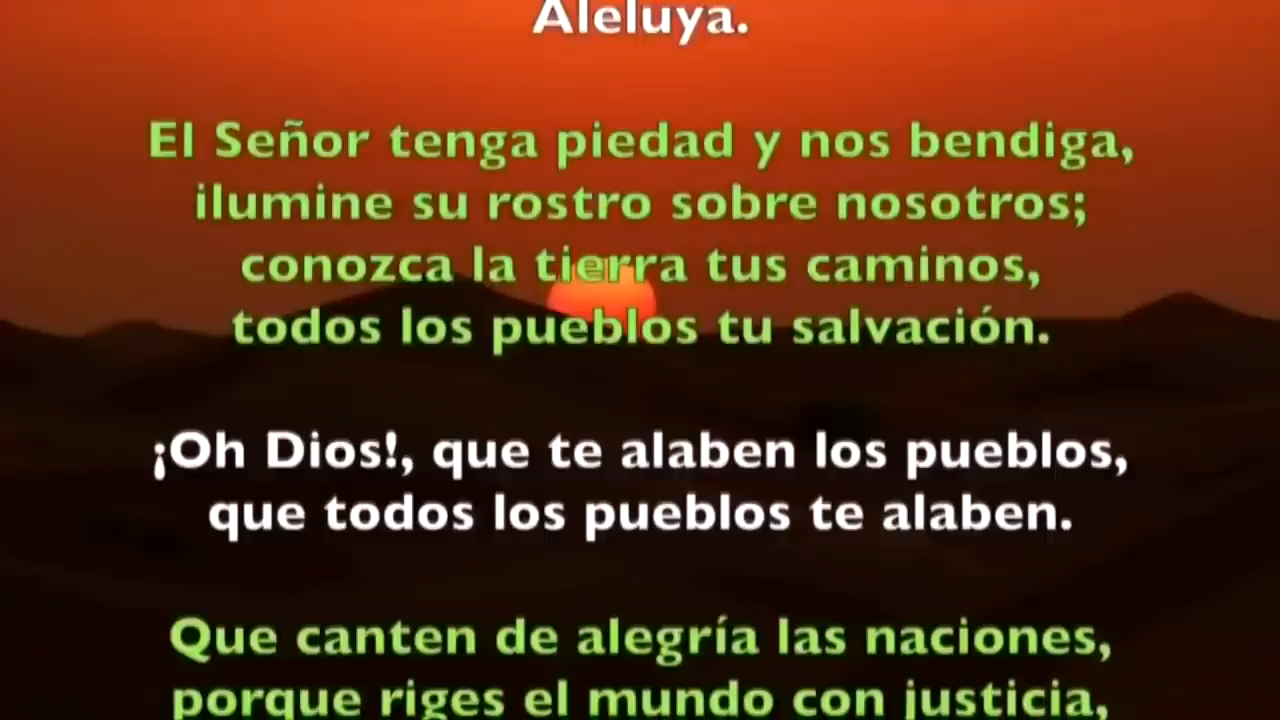 Aleluya.
El Señor tenga piedad y nos bendiga,
ilumine su rostro sobre nosotros;
conozca la tierra tus caminos,
todos los pueblos tu salvación.
¡Oh Dios!, que te alaben los pueblos,
que todos los pueblos te alaben.
Que canten de alegría las naciones,
porque riges el mundo con justicia,